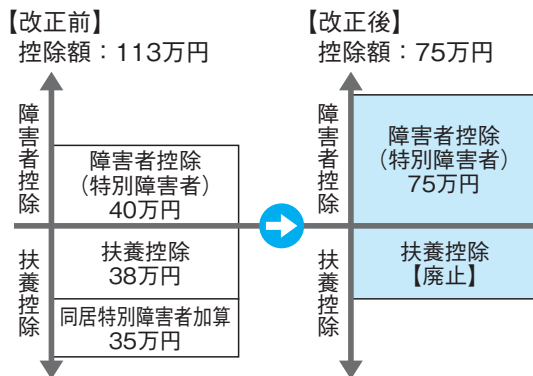 【改正前】
控除額：113万円
障害者控除
障害者控除
（特別障害者）
40万円
扶養控除
扶養控除
38万円
同居特別障害者加算
35万円
【改正後】
控除額：75万円
障害者控除
障害者控除
（特別障害者）
75万円
扶養控除
扶養控除
【廃止】